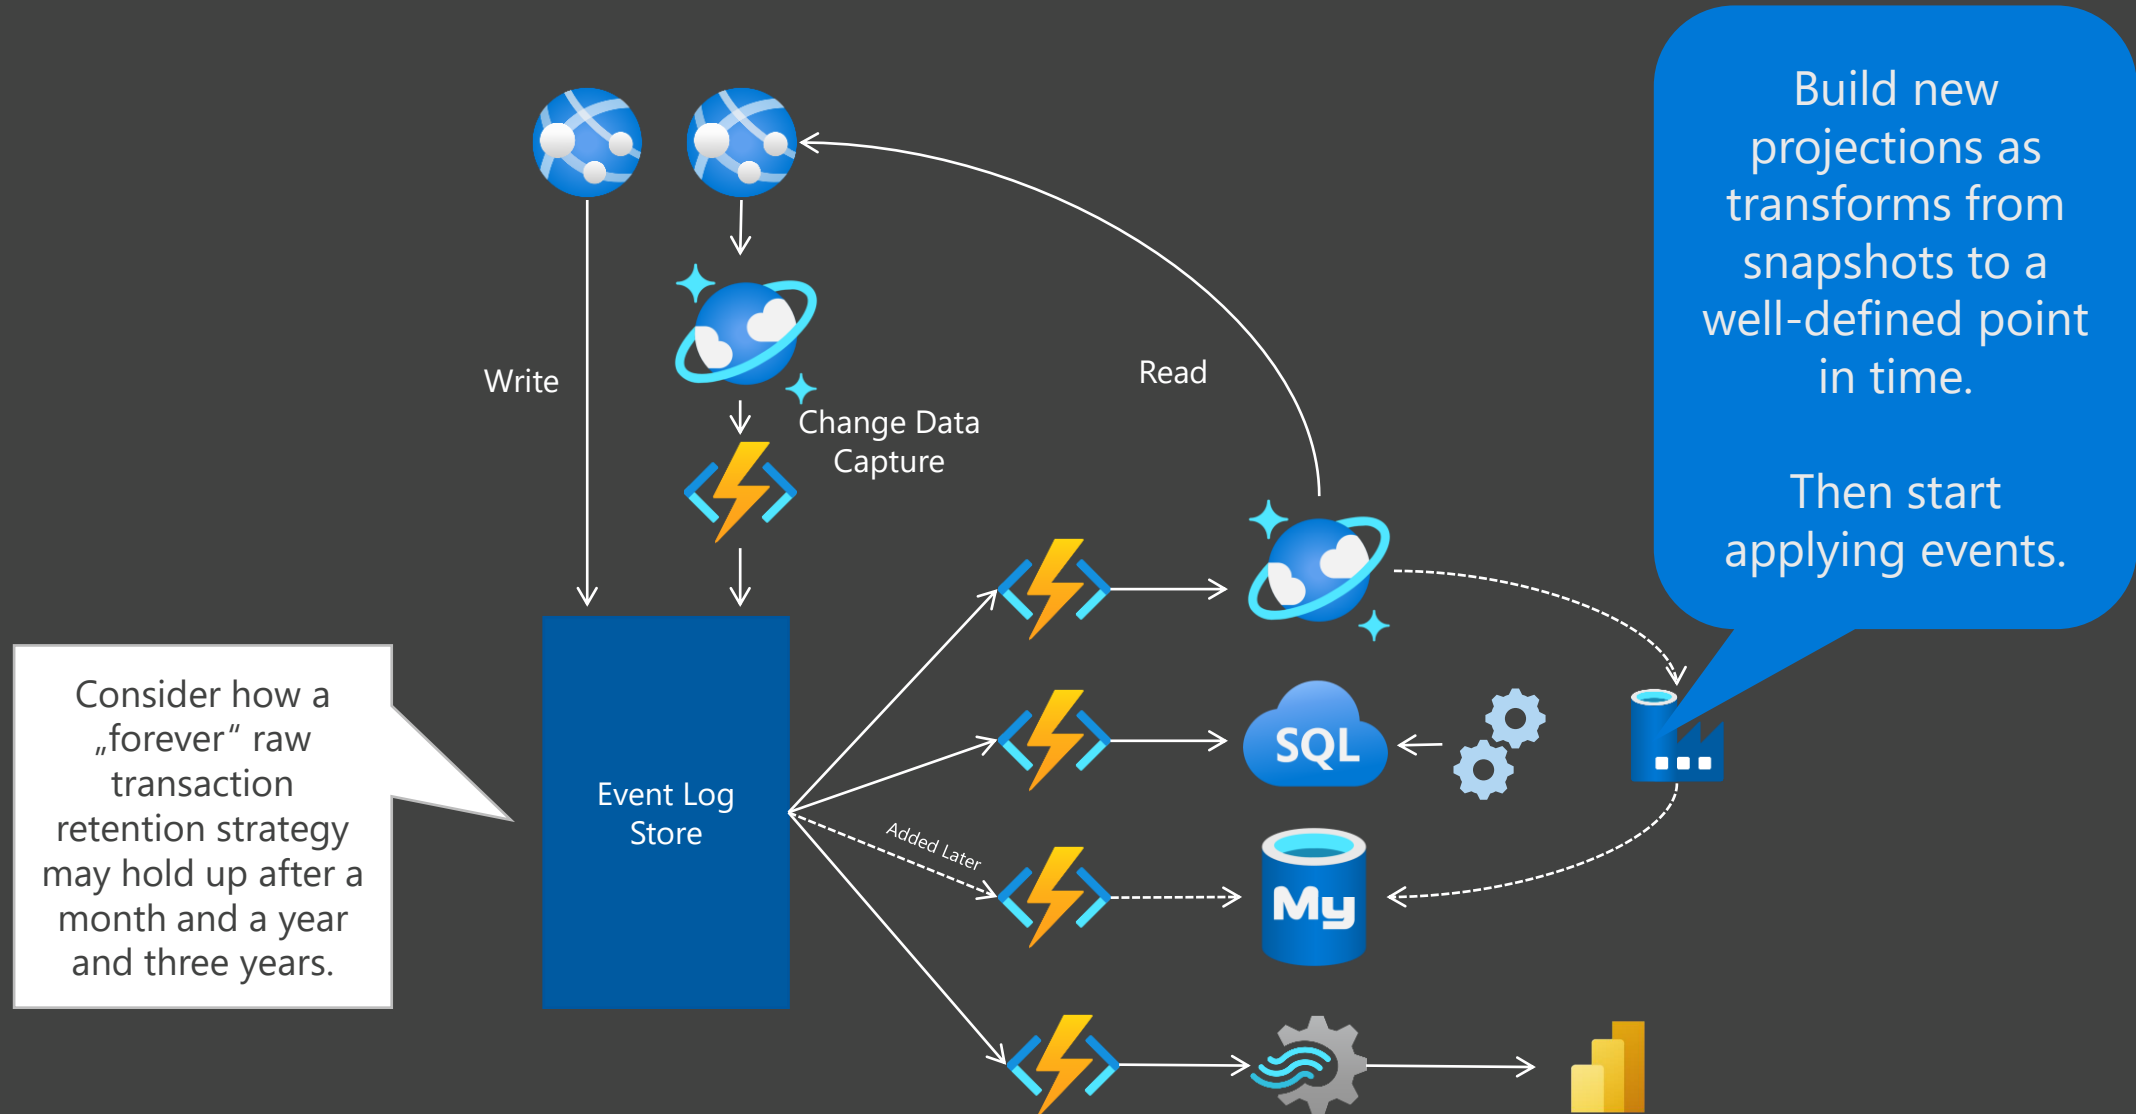 Build new
projections as
transforms from
snapshots to a
well-defined point
in time.
Then start
applying events.
Write
Read
Change Data
Capture
Consider how a
„forever“ raw
transaction
retention strategy
may hold up after a
month and a year
and three years.
Event Log
Store
Added Later
SQL
My